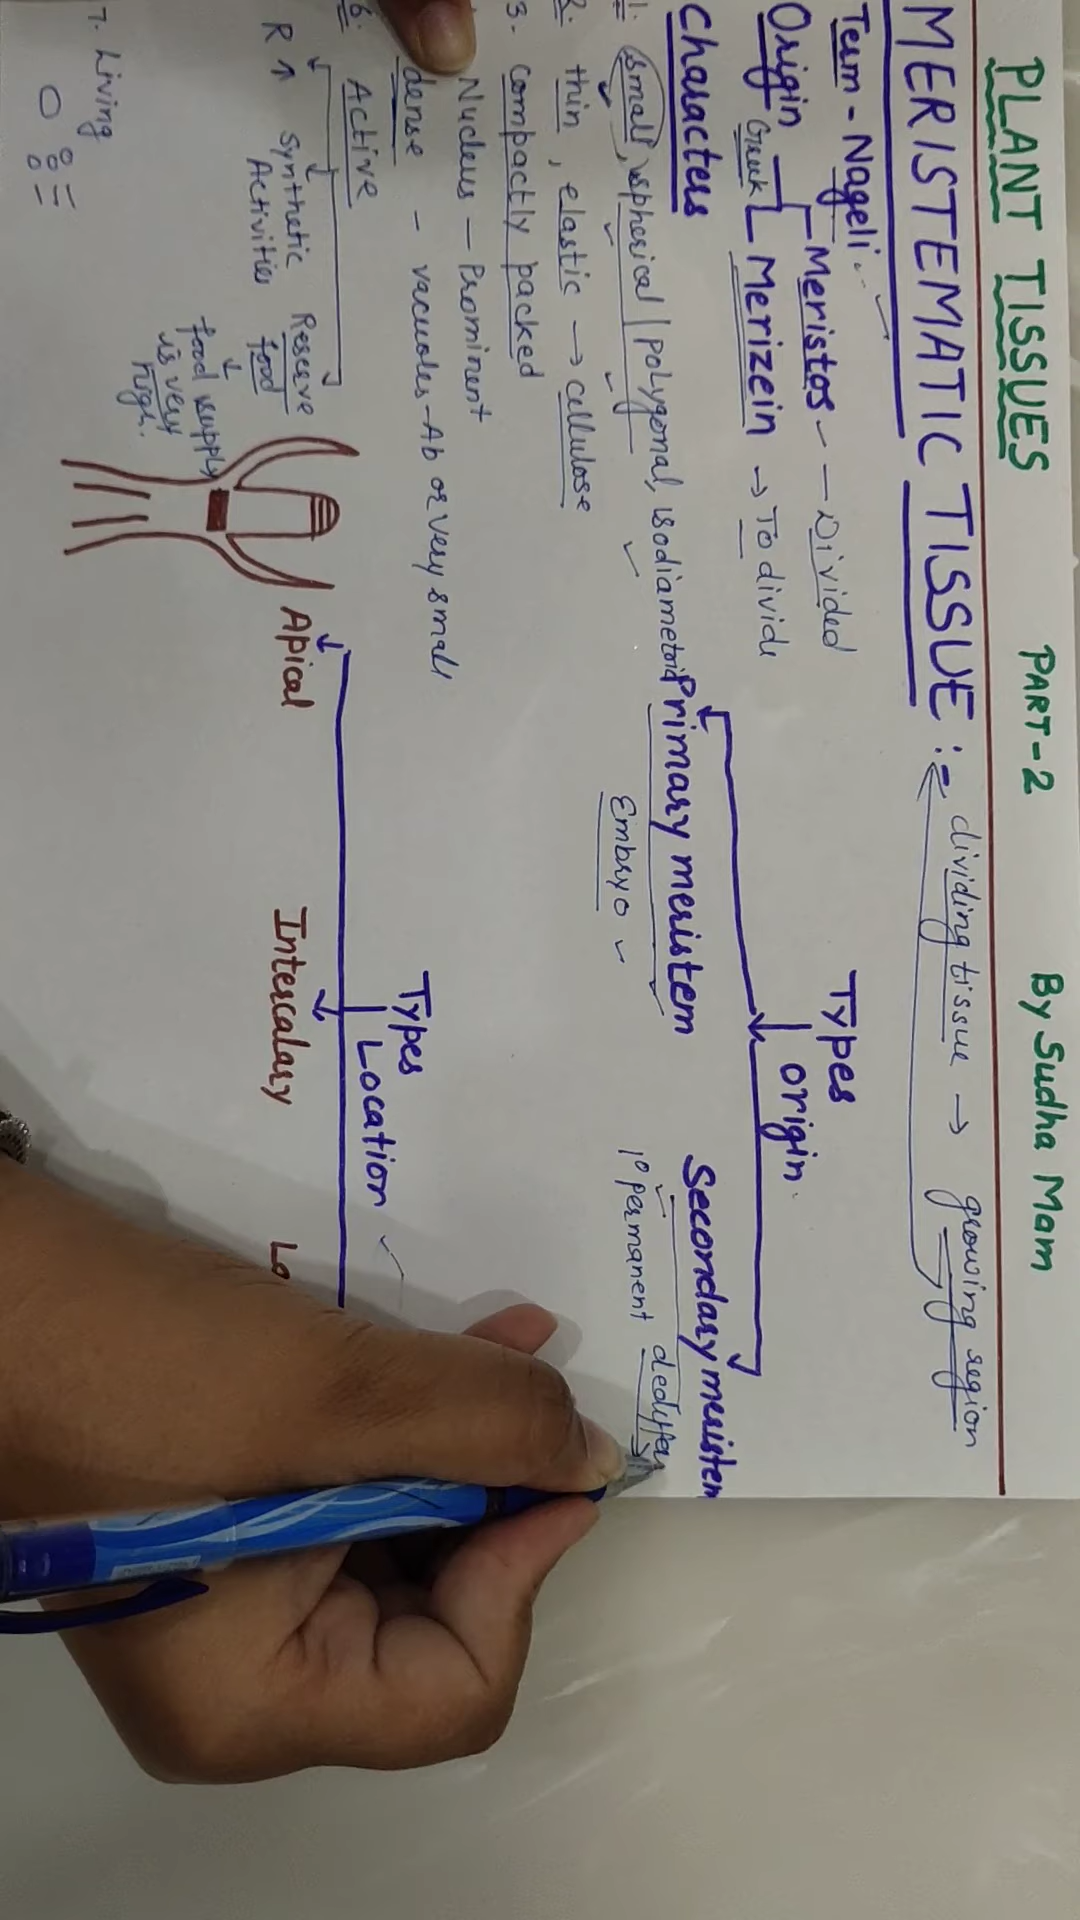 PLANT TISSUES PART-2 By Sudha Mam
MERISTEMATIC TISSUE :- dividing tissue → growing region
Term - Nageli
Origin Meristos - Divided
Greek Merizein → To divide
Characters
1. small, spherical | polygonal, isodiametric
2. thin, elastic → cellulose
3. compactly packed
Nucleus - Prominent
dense - vacuoles - Ab or very small
6. Active
R ↑ Synthetic Activities Reserve food
food supply is very high.
7. Living
Types
origin
Primary meristem Secondary meristem
Embryo 1° permanent
Types
Location
Apical Intercalary